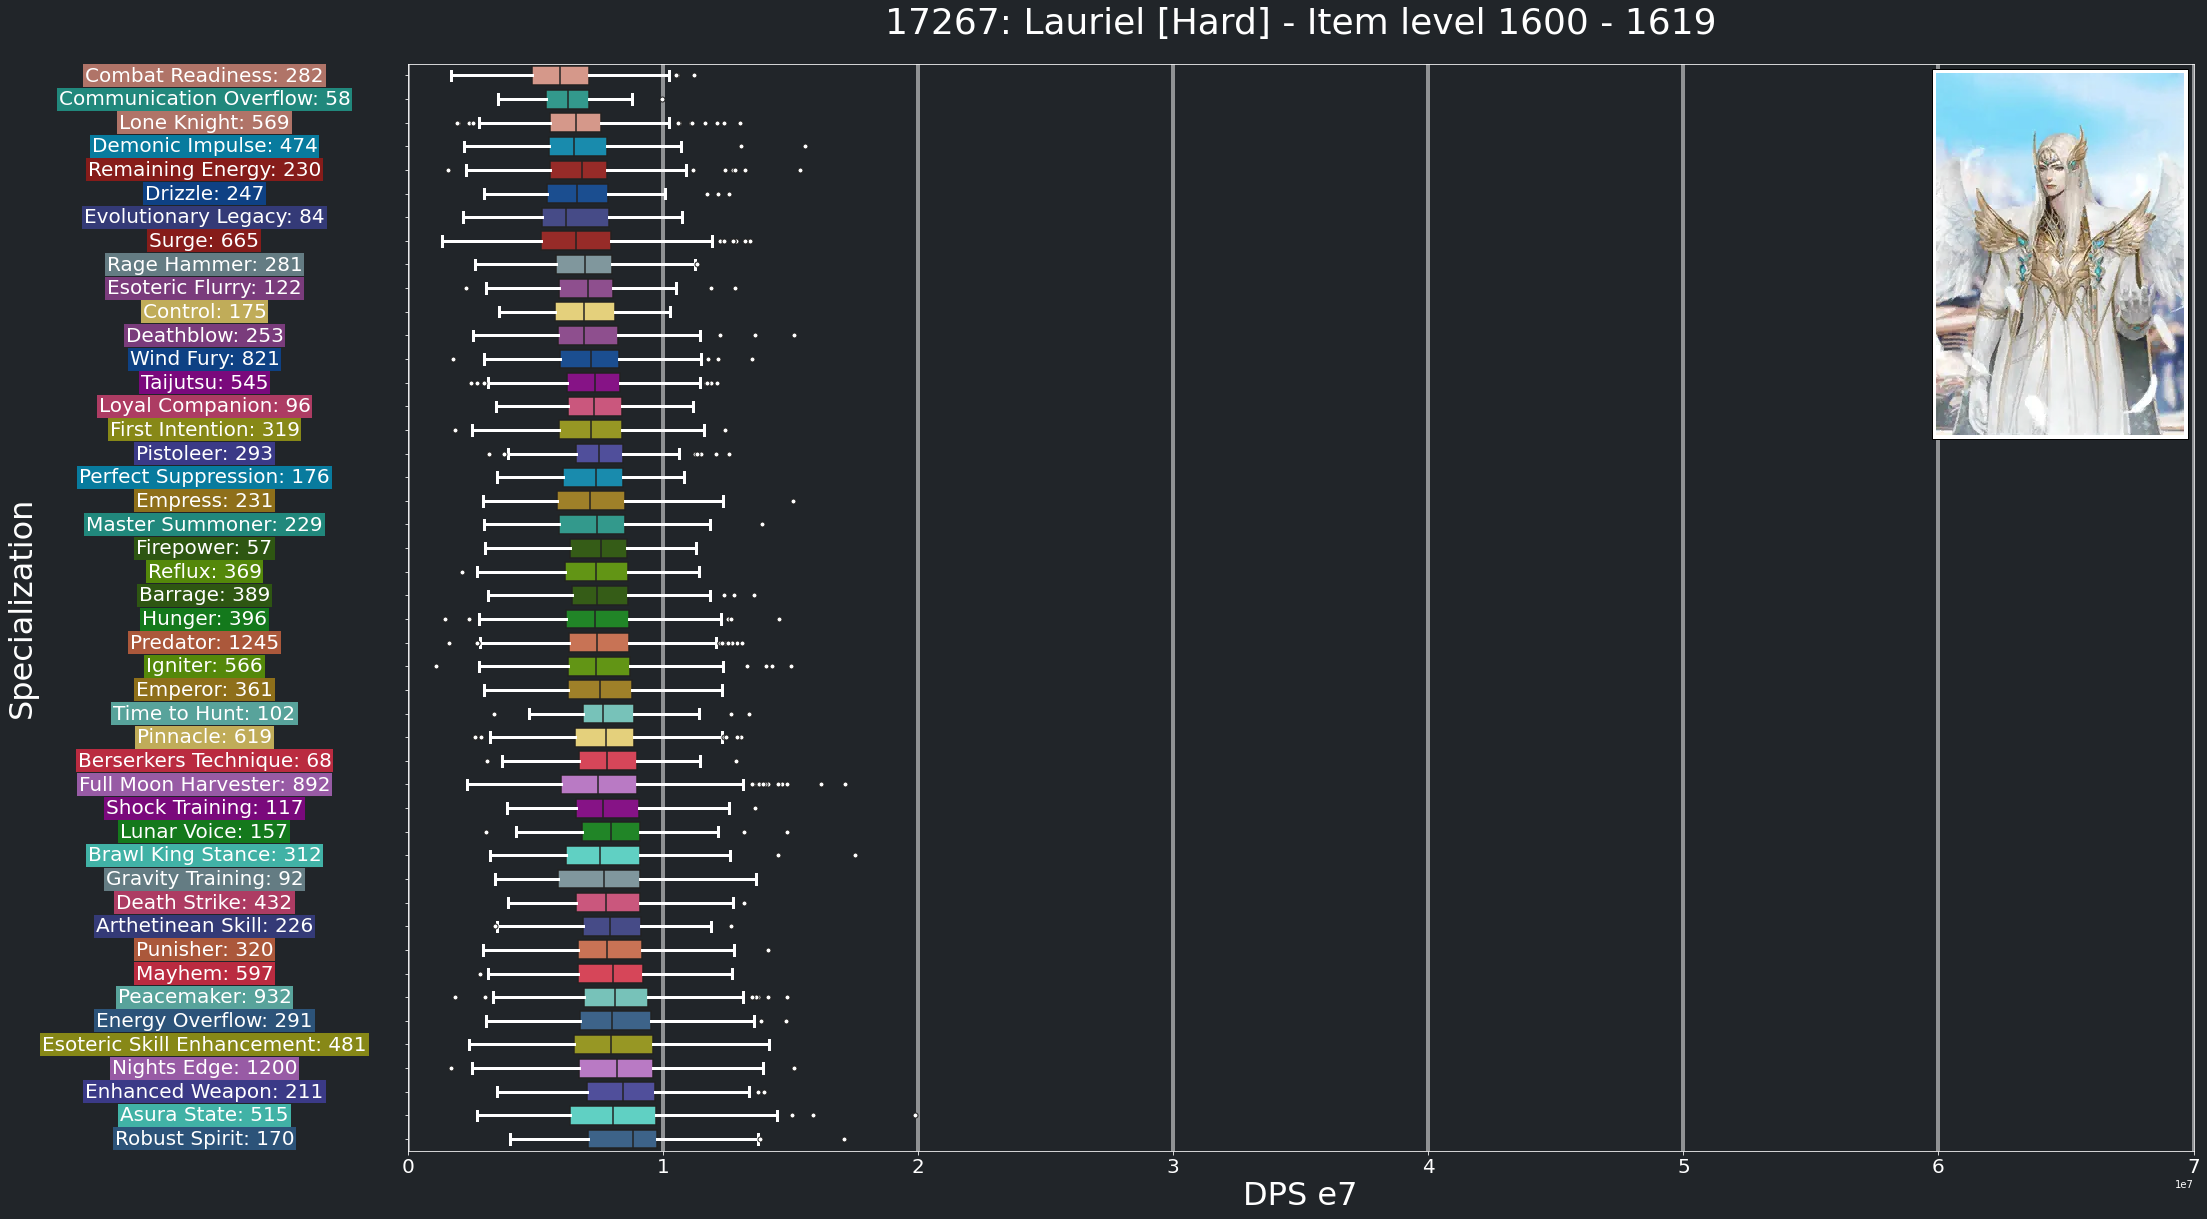 17267: Lauriel [Hard] - Item level 1600 - 1619
Specialization
Combat Readiness: 282
Communication Overflow: 58
Lone Knight: 569
Demonic Impulse: 474
Remaining Energy: 230
Drizzle: 247
Evolutionary Legacy: 84
Surge: 665
Rage Hammer: 281
Esoteric Flurry: 122
Control: 175
Deathblow: 253
Wind Fury: 821
Taijutsu: 545
Loyal Companion: 96
First Intention: 319
Pistoleer: 293
Perfect Suppression: 176
Empress: 231
Master Summoner: 229
Firepower: 57
Reflux: 369
Barrage: 389
Hunger: 396
Predator: 1245
Igniter: 566
Emperor: 361
Time to Hunt: 102
Pinnacle: 619
Berserkers Technique: 68
Full Moon Harvester: 892
Shock Training: 117
Lunar Voice: 157
Brawl King Stance: 312
Gravity Training: 92
Death Strike: 432
Arthetinean Skill: 226
Punisher: 320
Mayhem: 597
Peacemaker: 932
Energy Overflow: 291
Esoteric Skill Enhancement: 481
Nights Edge: 1200
Enhanced Weapon: 211
Asura State: 515
Robust Spirit: 170
0 1 2 3 4 5 6 7
1e7
DPS e7